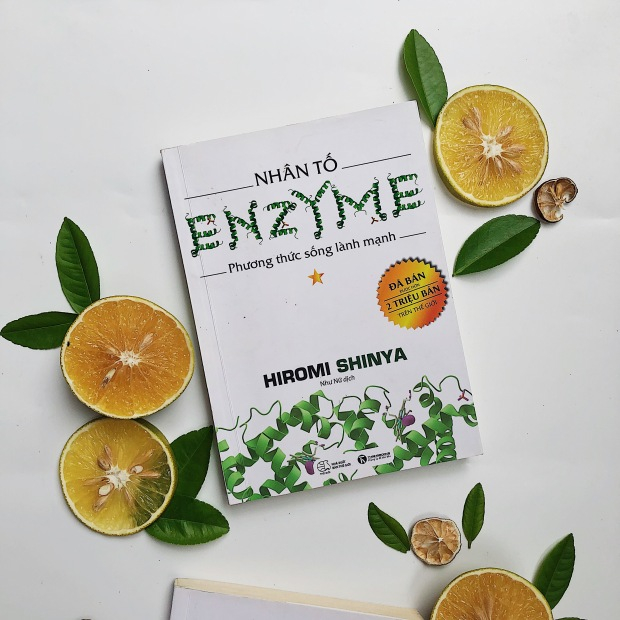 NHÂN TỐ
ENZYME
Phương thức sống lành mạnh
ĐÃ BÁN
2 TRIỆU BẢN
TRÊN THẾ GIỚI
HIROMI SHINYA
Như Nữ dịch